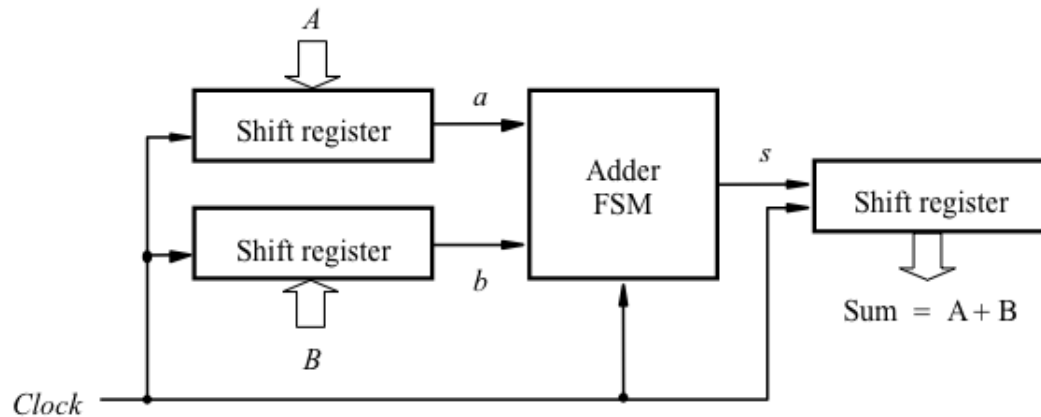 A
Shift register
a
Adder
FSM
s
Shift register
Shift register
b
B
Sum = A + B
Clock